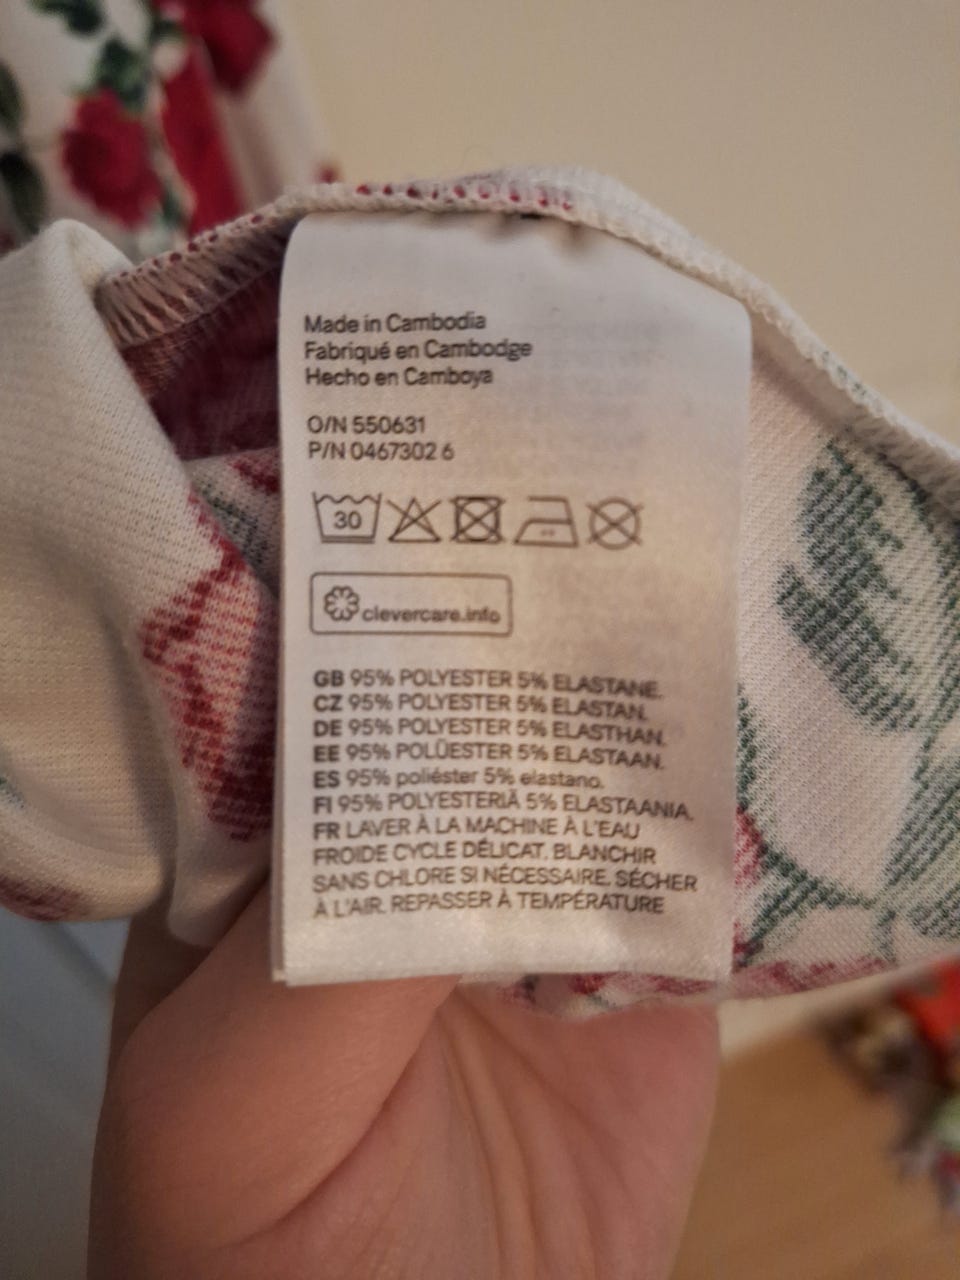 Made in Cambodia
Fabriqué en Cambodge
Hecho en Camboya
O/N 550631
P/N 0467302 6
30
clevercare.info
GB 95% POLYESTER 5% ELASTANE.
CZ 95% POLYESTER 5% ELASTAN.
DE 95% POLYESTER 5% ELASTHAN.
EE 95% POLÜESTER 5% ELASTAAN.
ES 95% poliéster 5% elastano.
FI 95% POLYESTERIÄ 5% ELASTAANIA.
FR LAVER À LA MACHINE À L'EAU
FROIDE CYCLE DÉLICAT. BLANCHIR
SANS CHLORE SI NÉCESSAIRE. SÉCHER
À L'AIR. REPASSER À TEMPÉRATURE